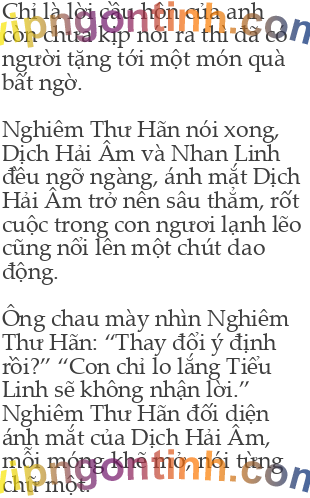 Chỉ là lời cầu hôn của anh
còn chưa kịp nói ra thì đã có
người tặng tới một món quà
bất ngờ.
Nghiêm Thư Hãn nói xong,
Dịch Hải Âm và Nhan Linh
đều ngỡ ngàng, ánh mắt Dịch
Hải Âm trở nên sâu thẳm, rốt
cuộc trong con ngươi lạnh lẽo
cũng nổi lên một chút dao
động.
Ông chau mày nhìn Nghiêm
Thư Hãn: “Thay đổi ý định
rồi?” “Con chỉ lo lắng Tiểu
Linh sẽ không nhận lời.”
Nghiêm Thư Hãn đối diện
ánh mắt của Dịch Hải Âm,
mỗi mỏng khẽ mở, nói từng
chữ một.
vipngontinh.com
vipngontinh.com